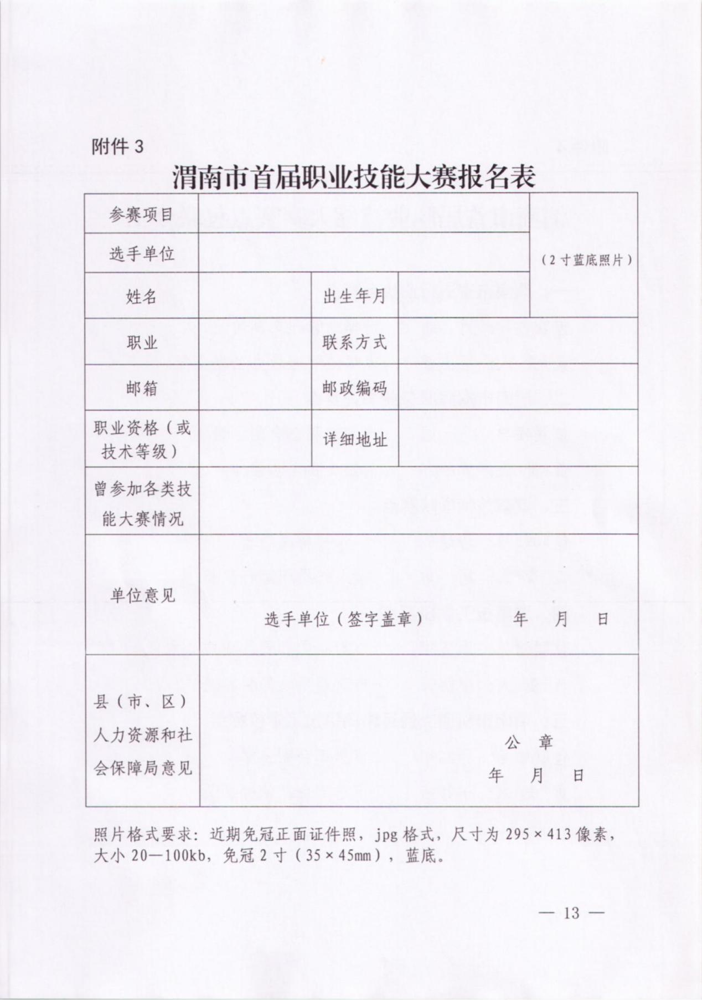 附件 3
渭南市首届职业技能大赛报名表
参赛项目
选手单位
（2 寸蓝底照片）
姓名 出生年月
职业 联系方式
邮箱 邮政编码
职业资格（或
技术等级）
详细地址
曾参加各类技
能大赛情况
单位意见
选手单位（签字盖章） 年 月 日
县（市、区）
人力资源和社
会保障局意见
公 章
年 月 日
照片格式要求：近期免冠正面证件照，jpg 格式，尺寸为 295×413 像素，
大小 20—100kb，免冠 2 寸（35×45mm），蓝底。
— 13 —